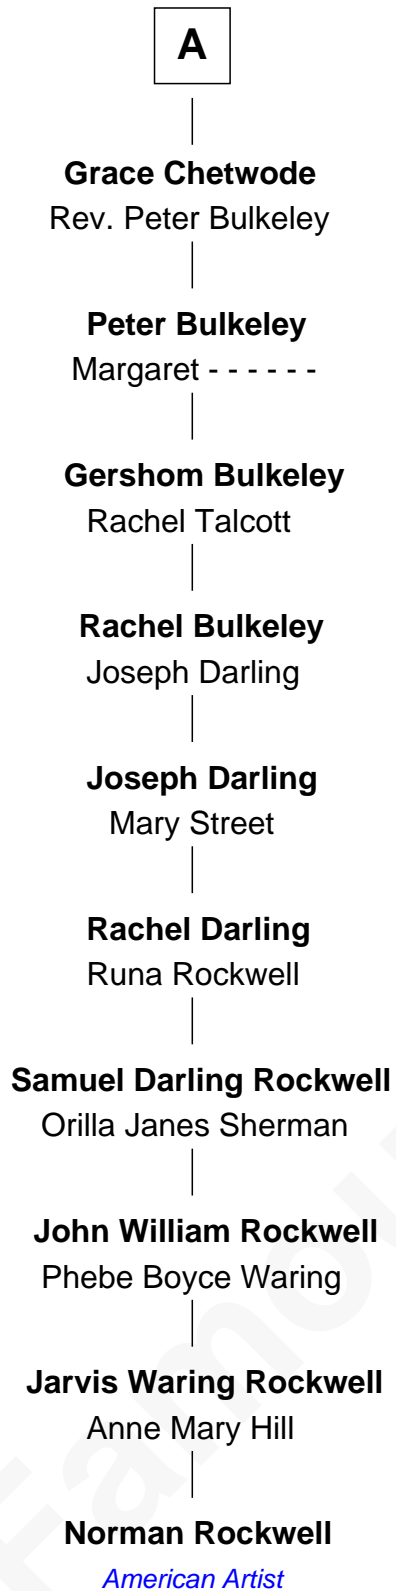 A
Grace Chetwode
Rev. Peter Bulkeley
Peter Bulkeley
Margaret - - - - - -
Gershom Bulkeley
Rachel Talcott
Rachel Bulkeley
Joseph Darling
Joseph Darling
Mary Street
Rachel Darling
Runa Rockwell
Samuel Darling Rockwell
Orilla Janes Sherman
John William Rockwell
Phebe Boyce Waring
Jarvis Waring Rockwell
Anne Mary Hill
Norman Rockwell
American Artist